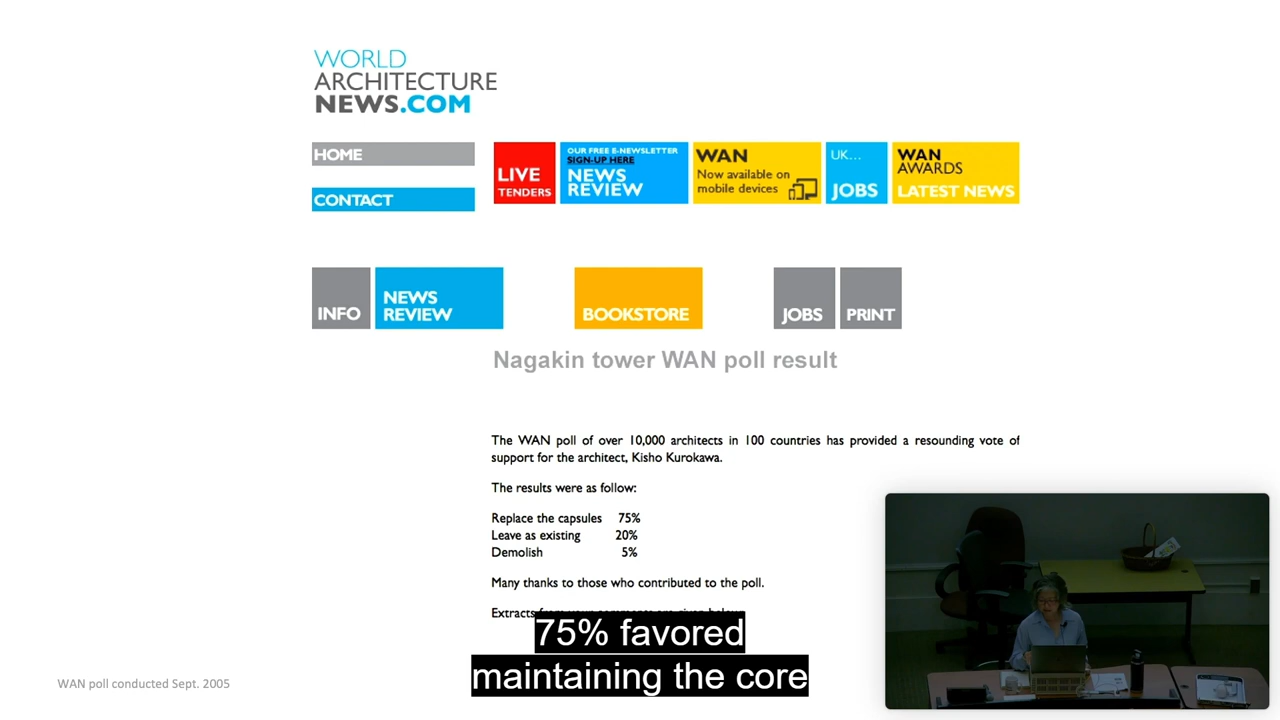 WORLD
ARCHITECTURE
NEWS.COM
HOME
CONTACT
LIVE
TENDERS
OUR FREE E-NEWSLETTER
SIGN-UP HERE
NEWS
REVIEW
WAN
Now available on
mobile devices
UK...
JOBS
WAN
AWARDS
LATEST NEWS
INFO
NEWS
REVIEW
BOOKSTORE
JOBS
PRINT
Nagakin tower WAN poll result
The WAN poll of over 10,000 architects in 100 countries has provided a resounding vote of
support for the architect, Kisho Kurokawa.
The results were as follow:
Replace the capsules 75%
Leave as existing 20%
Demolish 5%
Many thanks to those who contributed to the poll.
Extracts
75% favored
maintaining the core
WAN poll conducted Sept. 2005